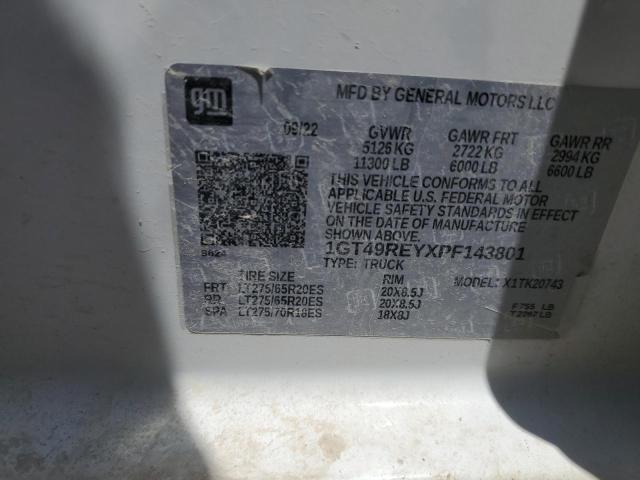 gm
MFD BY GENERAL MOTORS LLC
09/22 GVWR GAWR FRT GAWR RR
5126 KG 2722 KG 2994 KG
11300 LB 6000 LB 6600 LB
THIS VEHICLE CONFORMS TO ALL
APPLICABLE U.S. FEDERAL MOTOR
VEHICLE SAFETY STANDARDS IN EFFECT
ON THE DATE OF MANUFACTURE
SHOWN ABOVE.
1GT49REYXPF143801
TYPE: TRUCK
TIRE SIZE RIM MODEL: X1TK20743
FRT LT275/65R20ES 20X8.5J
RR LT275/65R20ES 20X8.5J F755 LB
SPA LT275/70R18ES 18X8J LB